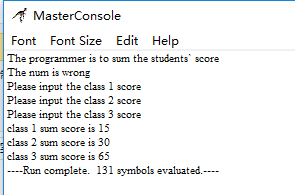 MasterConsole
Font Font Size Edit Help
The programmer is to sum the students` score
The num is wrong
Please input the class 1 score
Please input the class 2 score
Please input the class 3 score
class 1 sum score is 15
class 2 sum score is 30
class 3 sum score is 65
----Run complete. 131 symbols evaluated.----